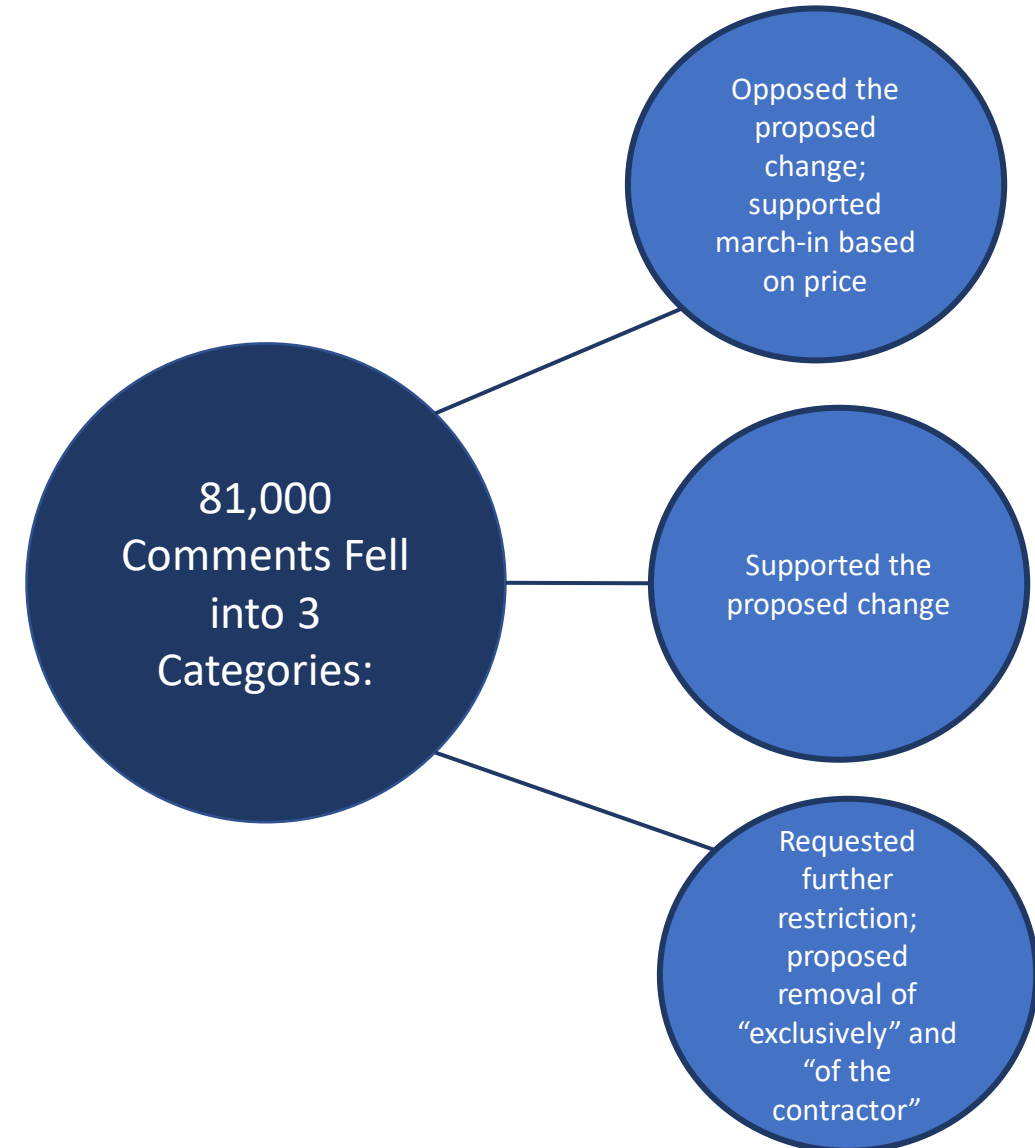 81,000
Comments Fell
into 3
Categories:
Opposed the
proposed
change;
supported
march-in based
on price
Supported the
proposed change
Requested
further
restriction;
proposed
removal of
“exclusively” and
“of the
contractor”